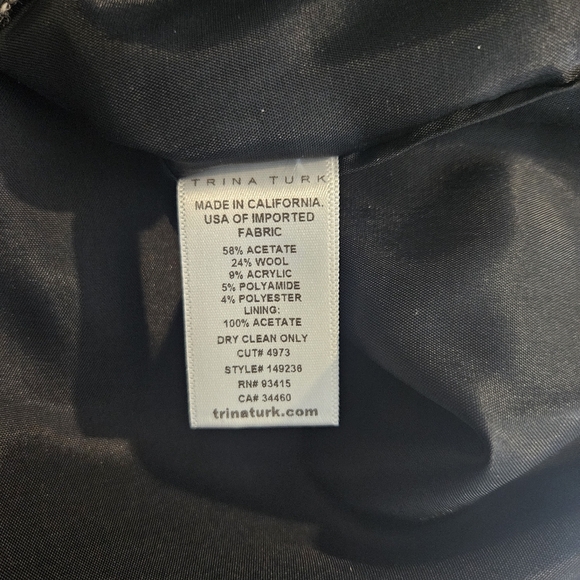 TRINA TURK
MADE IN CALIFORNIA.
USA OF IMPORTED
FABRIC
58% ACETATE
24% WOOL
9% ACRYLIC
5% POLYAMIDE
4% POLYESTER
LINING:
100% ACETATE
DRY CLEAN ONLY
CUT# 4973
STYLE# 149236
RN# 93415
CA# 34460
trinaturk.com